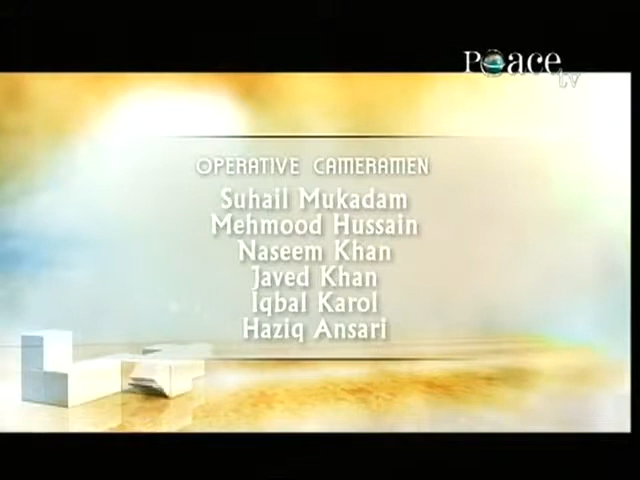 Peace tv
OPERATIVE CAMERAMEN
Suhail Mukadam
Mehmood Hussain
Naseem Khan
Javed Khan
Iqbal Karol
Haziq Ansari